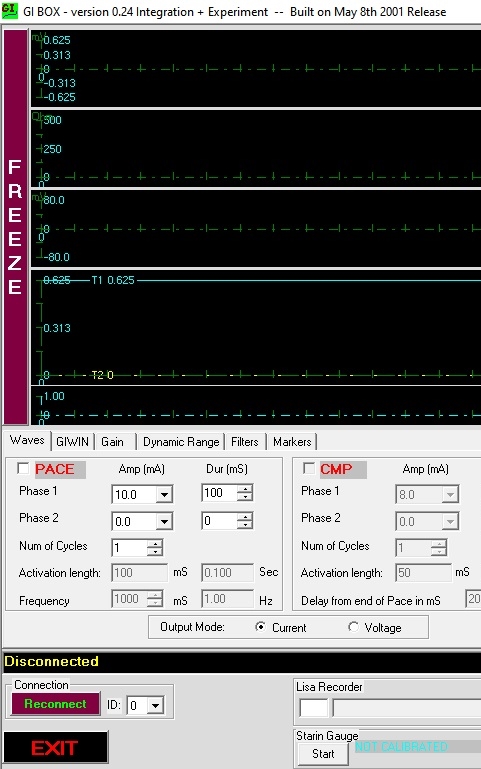 GI GI BOX - version 0.24 Integration + Experiment -- Built on May 8th 2001 Release
FREEZE
0.625
0.313
0
-0.313
-0.625
500
250
0
80.0
0
-80.0
0.625 T1 0.625
0.313
0 T2 0
1.00
0
Waves GIWIN Gain Dynamic Range Filters Markers
PACE Amp (mA) Dur (mS)
Phase 1 10.0 100
Phase 2 0.0 0
Num of Cycles 1
Activation length: 100 mS 0.100 Sec
Frequency 1000 mS 1.00 Hz
CMP Amp (mA)
Phase 1 8.0
Phase 2 0.0
Num of Cycles 1
Activation length: 50 mS
Delay from end of Pace in mS 20
Output Mode: Current Voltage
Disconnected
Connection
Reconnect ID: 0
EXIT
Lisa Recorder
Starin Gauge
Start NOT CALIBRATED